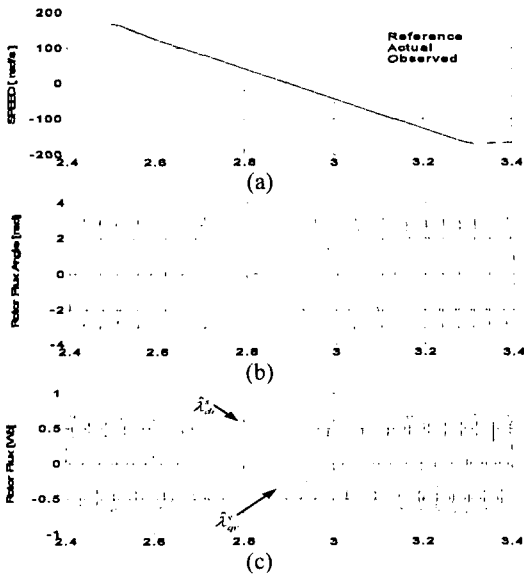 200
100
0
-100
-200
SPEED [rad/s]
Reference
Actual
Observed
2.4 2.6 2.8 3 3.2 3.4
(a)
4
2
0
-2
-4
Rotor Flux Angle [rad]
2.4 2.6 2.8 3 3.2 3.4
(b)
1
0.5
0
-0.5
-1
Rotor Flux [Wb]
2.4 2.6 2.8 3 3.2 3.4
(c)